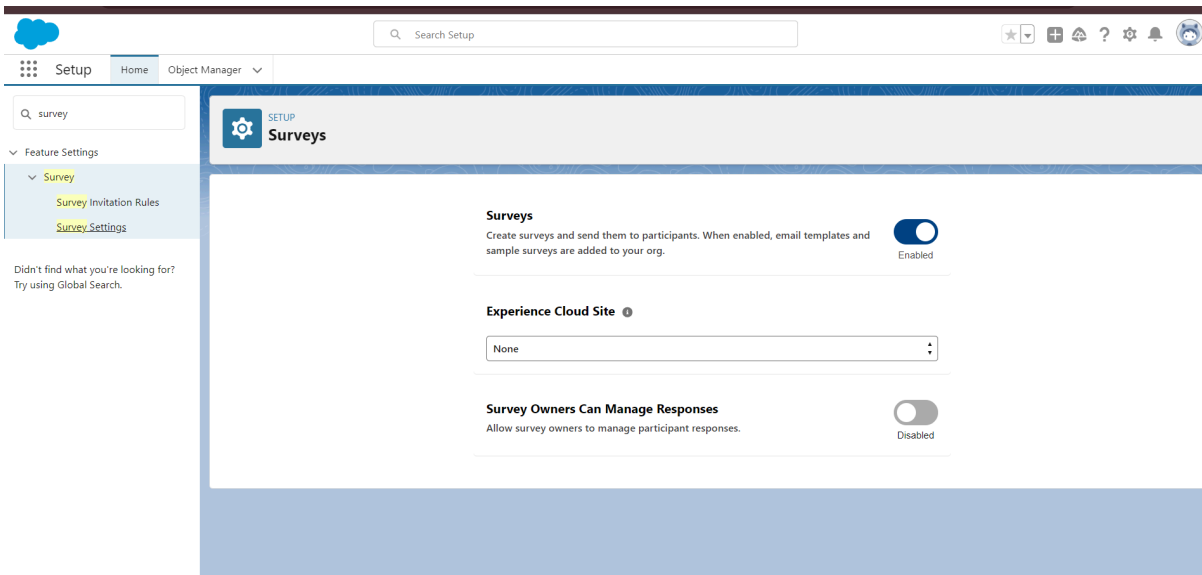 Search Setup
Setup
Home
Object Manager
survey
Feature Settings
Survey
Survey Invitation Rules
Survey Settings
Didn't find what you're looking for?
Try using Global Search.
SETUP
Surveys
Surveys
Create surveys and send them to participants. When enabled, email templates and
sample surveys are added to your org.
Enabled
Experience Cloud Site
None
Survey Owners Can Manage Responses
Allow survey owners to manage participant responses.
Disabled